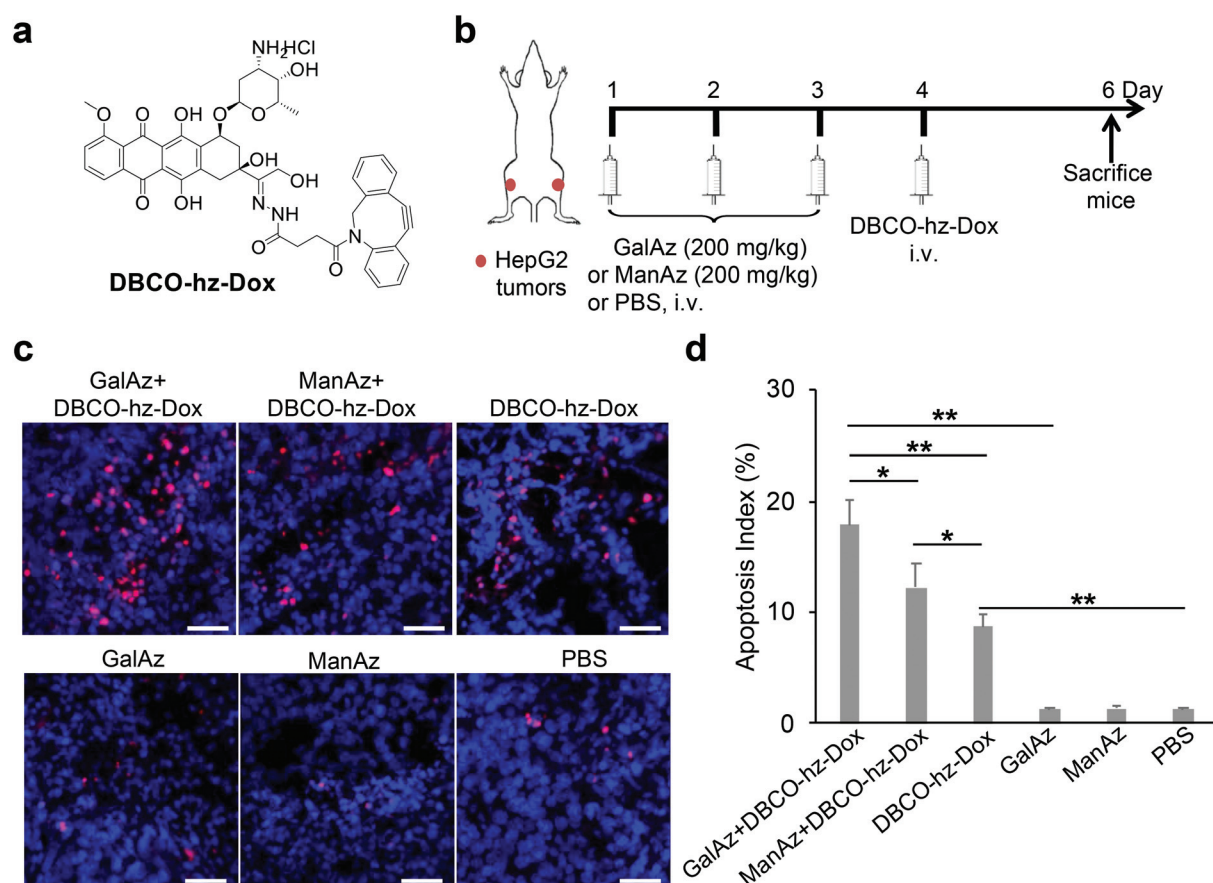 a
NH₂HCl
OH
O
O
O
O
OH
OH
O
OH
OH
N
NH
O
OH
O
N
O
DBCO-hz-Dox
b
1 2 3 4 6 Day
Sacrifice
mice
DBCO-hz-Dox
i.v.
GalAz (200 mg/kg)
or ManAz (200 mg/kg)
or PBS, i.v.
HepG2
tumors
c
GalAz+
DBCO-hz-Dox
ManAz+
DBCO-hz-Dox
DBCO-hz-Dox
GalAz
ManAz
PBS
d
Apoptosis Index (%)
30
20
10
0
**
**
*
*
**
GalAz+DBCO-hz-Dox
ManAz+DBCO-hz-Dox
DBCO-hz-Dox
GalAz
ManAz
PBS